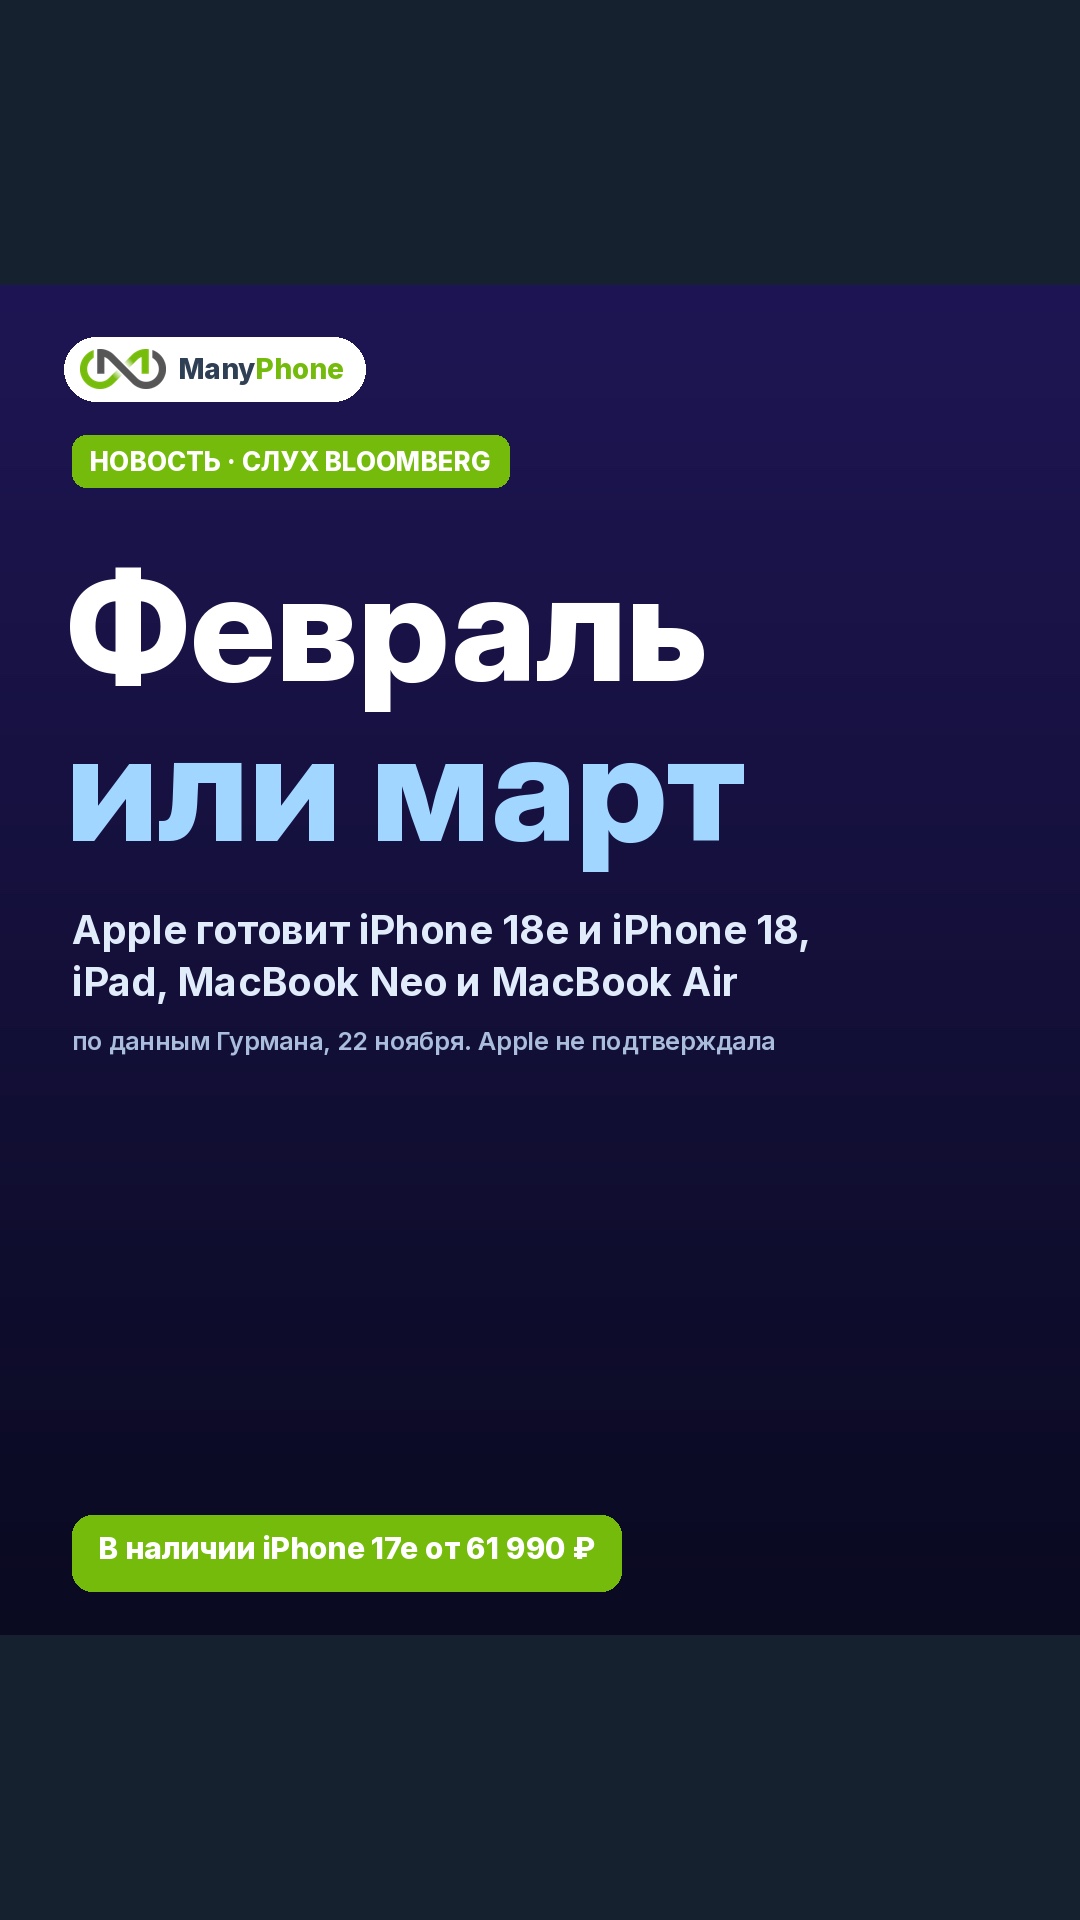 ManyPhone
НОВОСТЬ · СЛУХ BLOOMBERG
Февраль
или март
Apple готовит iPhone 18e и iPhone 18,
iPad, MacBook Neo и MacBook Air
по данным Гурмана, 22 ноября. Apple не подтверждала
В наличии iPhone 17e от 61 990 ₽